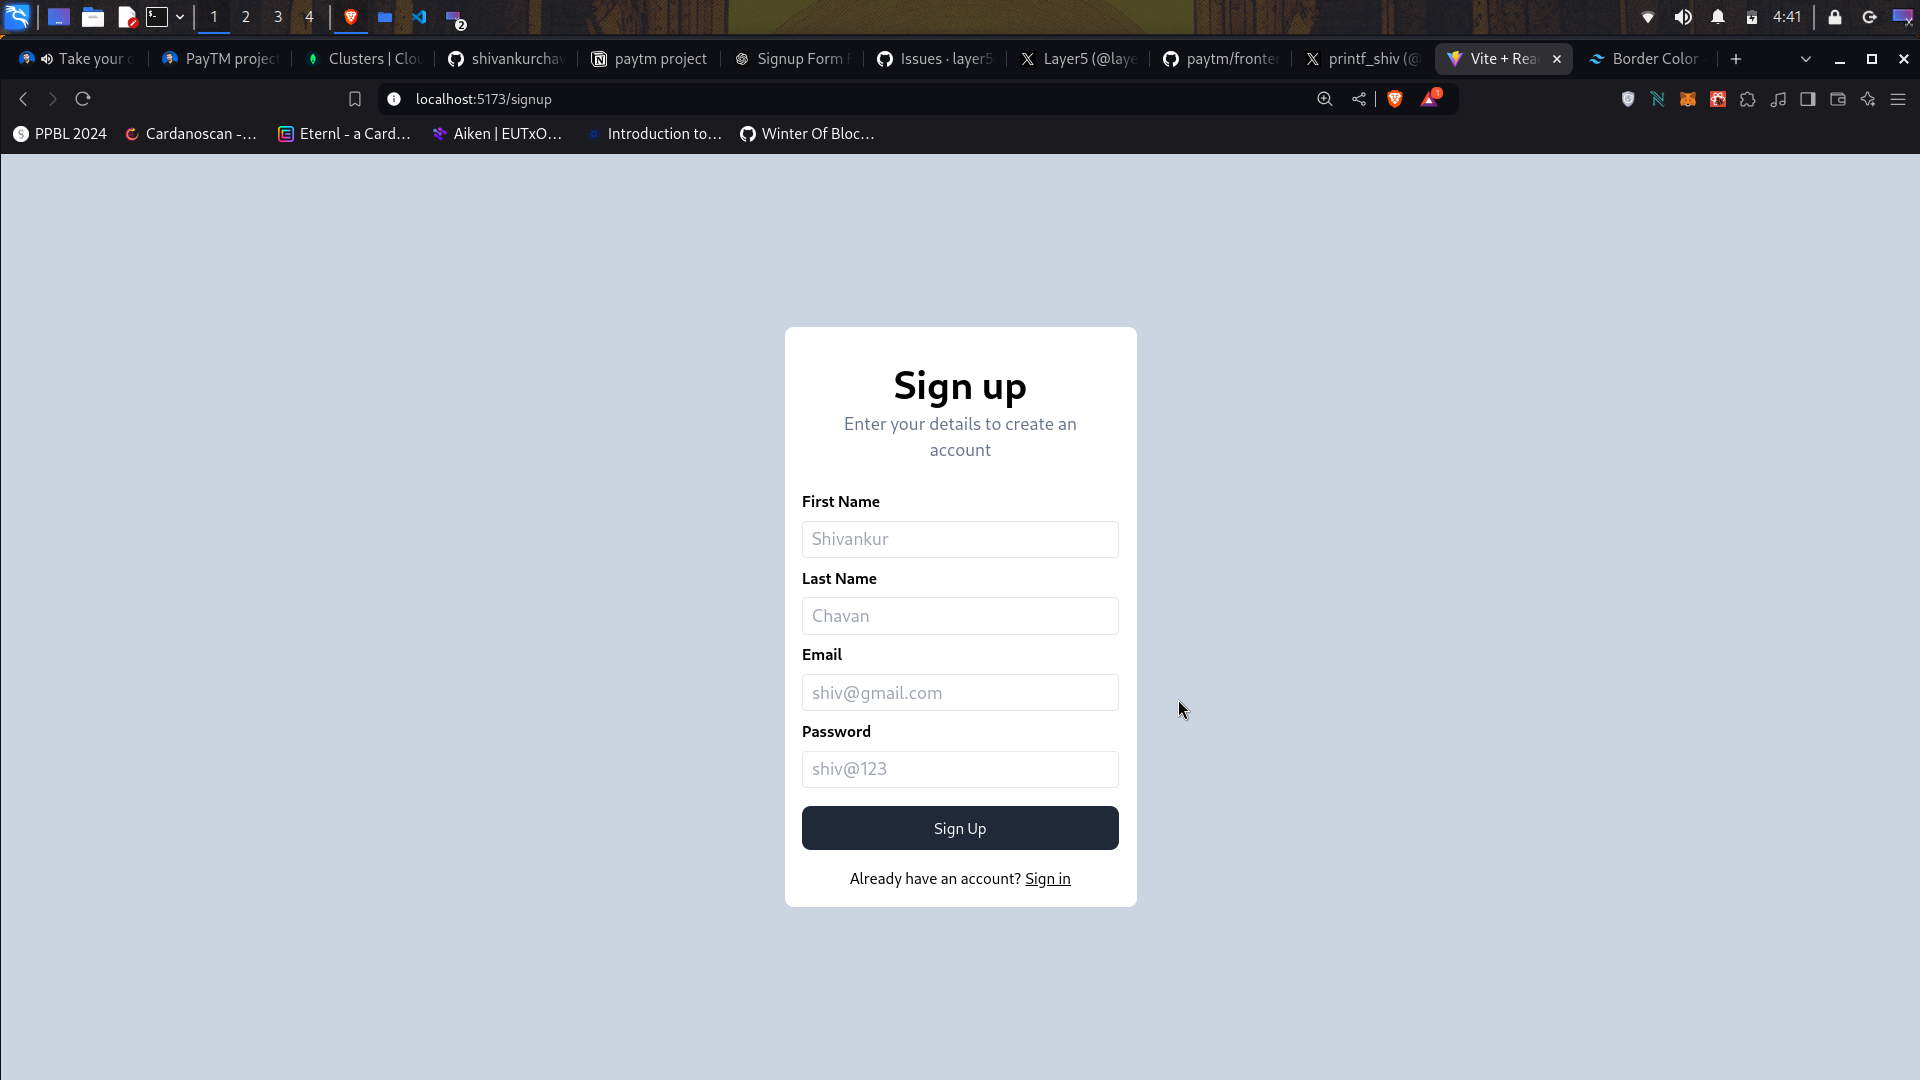 1 2 3 4 2 4:41
Take your PayTM project Clusters | Clou shivankurchav paytm project Signup Form Issues · layer5 Layer5 (@laye paytm/fronter printf_shiv (@ Vite + Rea Border Color
localhost:5173/signup 1
PPBL 2024 Cardanoscan -... Eternl - a Card... Aiken | EUTxO... Introduction to... Winter Of Bloc...
Sign up
Enter your details to create an
account
First Name
Shivankur
Last Name
Chavan
Email
shiv@gmail.com
Password
shiv@123
Sign Up
Already have an account? Sign in